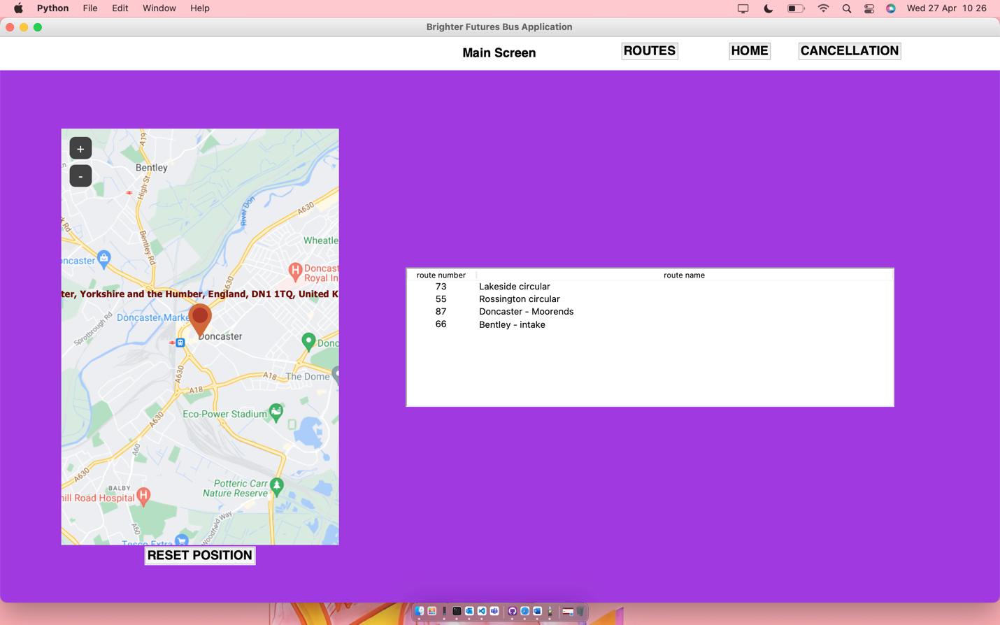 Python File Edit Window Help Wed 27 Apr 10 26
Brighter Futures Bus Application
Main Screen
ROUTES
HOME
CANCELLATION
+
-
A19
Bentley
High St
River Don
A630
Bentley Rd
Wheatle
ncaster
Doncast
Royal In
A630
ter, Yorkshire and the Humber, England, DN1 1TQ, United K
Doncaster Marke
Sprotbrough Rd
Doncaster
Donc
A630
A18
The Dome
A18
Eco-Power Stadium
A630
A60
A630
BALBY
Potteric Carr
Nature Reserve
hill Road Hospital
Woodfield Way
A60
Tesco Extra
RESET POSITION
route number route name
73 Lakeside circular
55 Rossington circular
87 Doncaster - Moorends
66 Bentley - intake